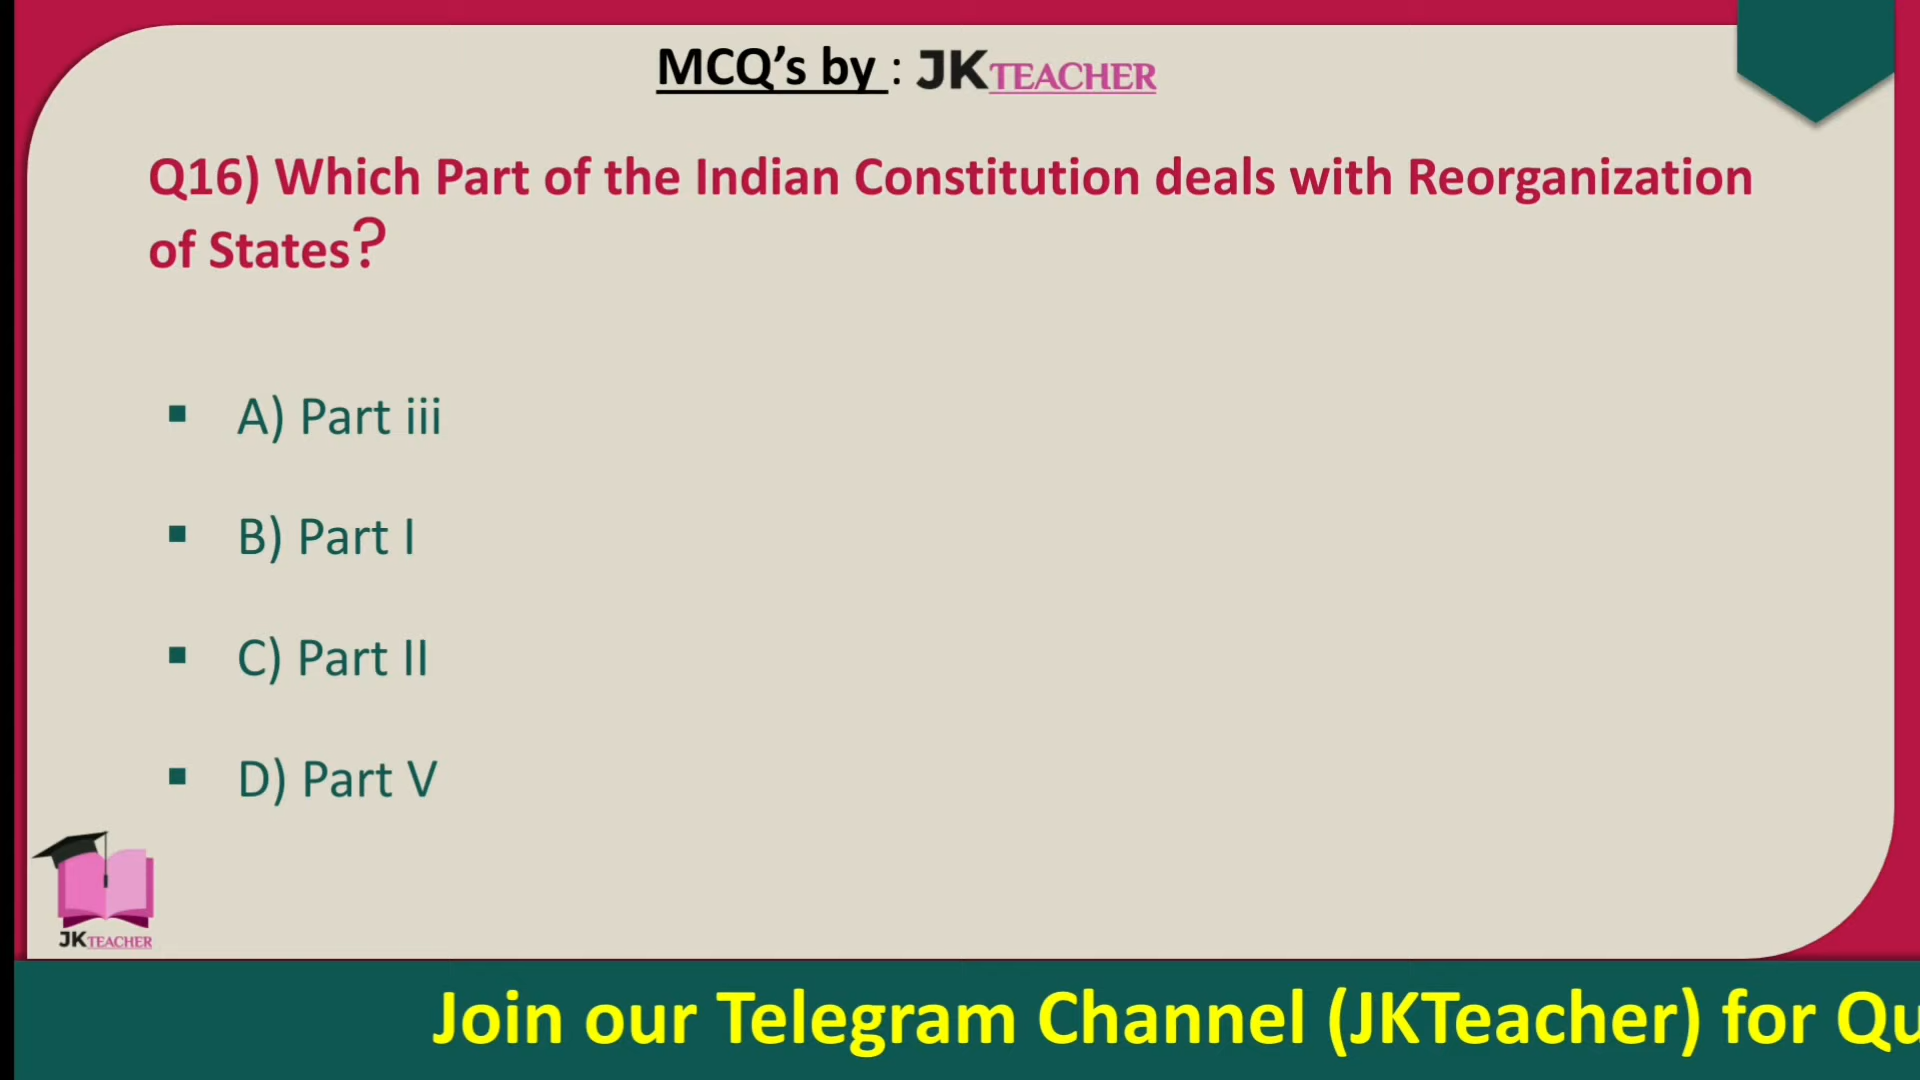 MCQ’s by : JKTEACHER
Q16) Which Part of the Indian Constitution deals with Reorganization
of States?
▪ A) Part iii
▪ B) Part I
▪ C) Part II
▪ D) Part V
JKTEACHER
Join our Telegram Channel (JKTeacher) for Qu